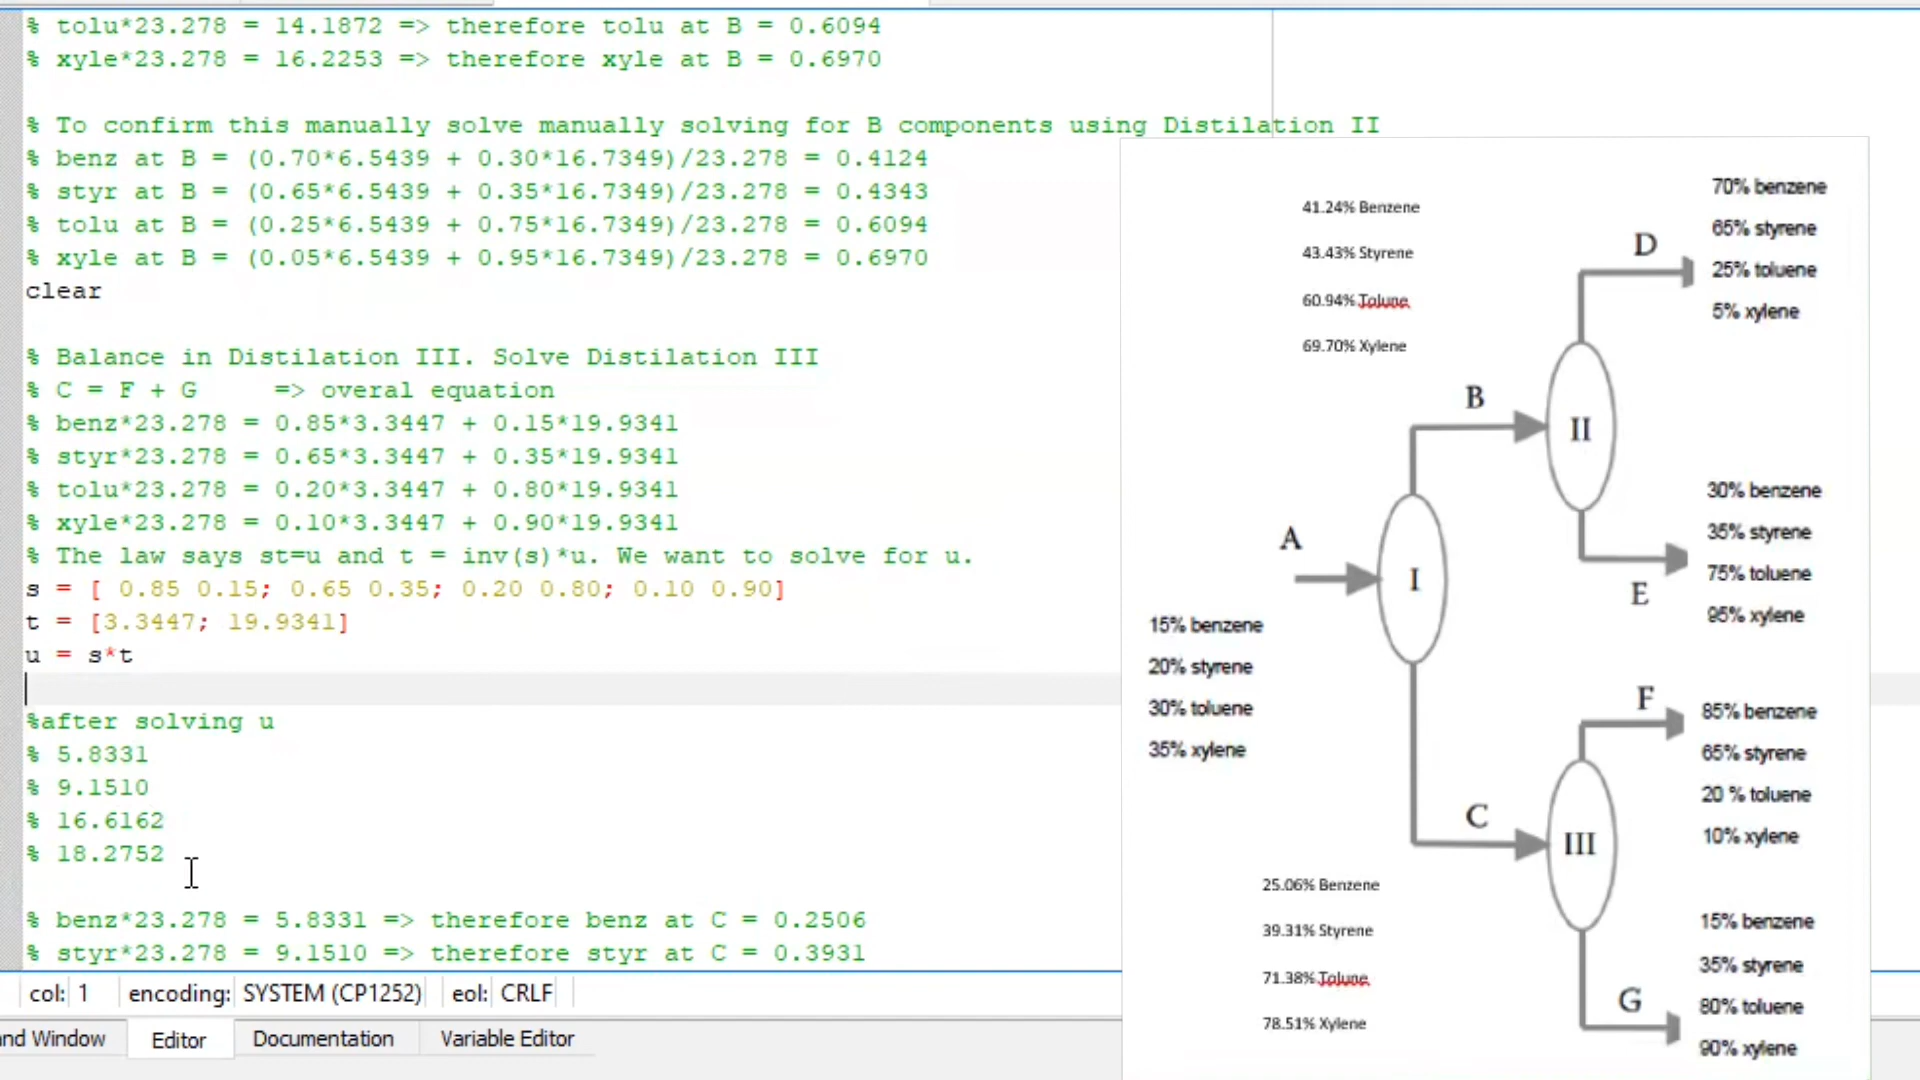 % tolu*23.278 = 14.1872 => therefore tolu at B = 0.6094
% xyle*23.278 = 16.2253 => therefore xyle at B = 0.6970
% To confirm this manually solve manually solving for B components using Distilation II
% benz at B = (0.70*6.5439 + 0.30*16.7349)/23.278 = 0.4124
% styr at B = (0.65*6.5439 + 0.35*16.7349)/23.278 = 0.4343
% tolu at B = (0.25*6.5439 + 0.75*16.7349)/23.278 = 0.6094
% xyle at B = (0.05*6.5439 + 0.95*16.7349)/23.278 = 0.6970
clear
% Balance in Distilation III. Solve Distilation III
% C = F + G     => overal equation
% benz*23.278 = 0.85*3.3447 + 0.15*19.9341
% styr*23.278 = 0.65*3.3447 + 0.35*19.9341
% tolu*23.278 = 0.20*3.3447 + 0.80*19.9341
% xyle*23.278 = 0.10*3.3447 + 0.90*19.9341
% The law says st=u and t = inv(s)*u. We want to solve for u.
s = [ 0.85 0.15; 0.65 0.35; 0.20 0.80; 0.10 0.90]
t = [3.3447; 19.9341]
u = s*t
%after solving u
% 5.8331
% 9.1510
% 16.6162
% 18.2752
% benz*23.278 = 5.8331 => therefore benz at C = 0.2506
% styr*23.278 = 9.1510 => therefore styr at C = 0.3931
col: 1 encoding: SYSTEM (CP1252) eol: CRLF
nd Window Editor Documentation Variable Editor
41.24% Benzene
43.43% Styrene
60.94% Tolune
69.70% Xylene
D
70% benzene
65% styrene
25% toluene
5% xylene
B
II
A
I
E
30% benzene
35% styrene
75% toluene
95% xylene
15% benzene
20% styrene
30% toluene
35% xylene
F
85% benzene
65% styrene
20 % toluene
10% xylene
C
III
25.06% Benzene
39.31% Styrene
71.38% Tolune
78.51% Xylene
G
15% benzene
35% styrene
80% toluene
90% xylene